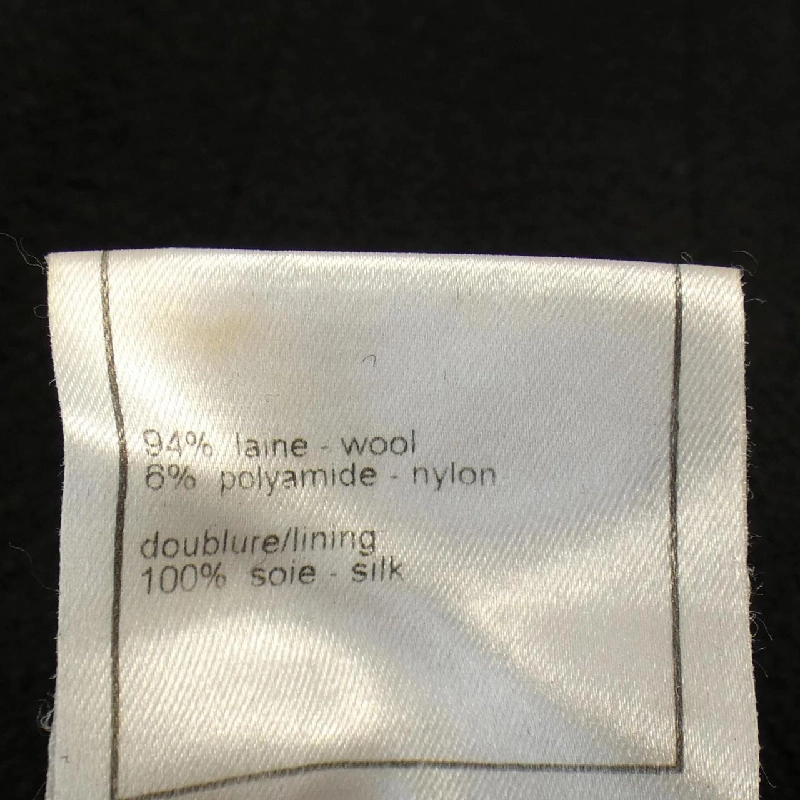 94% laine - wool
6% polyamide - nylon
doublure/lining
100% soie - silk